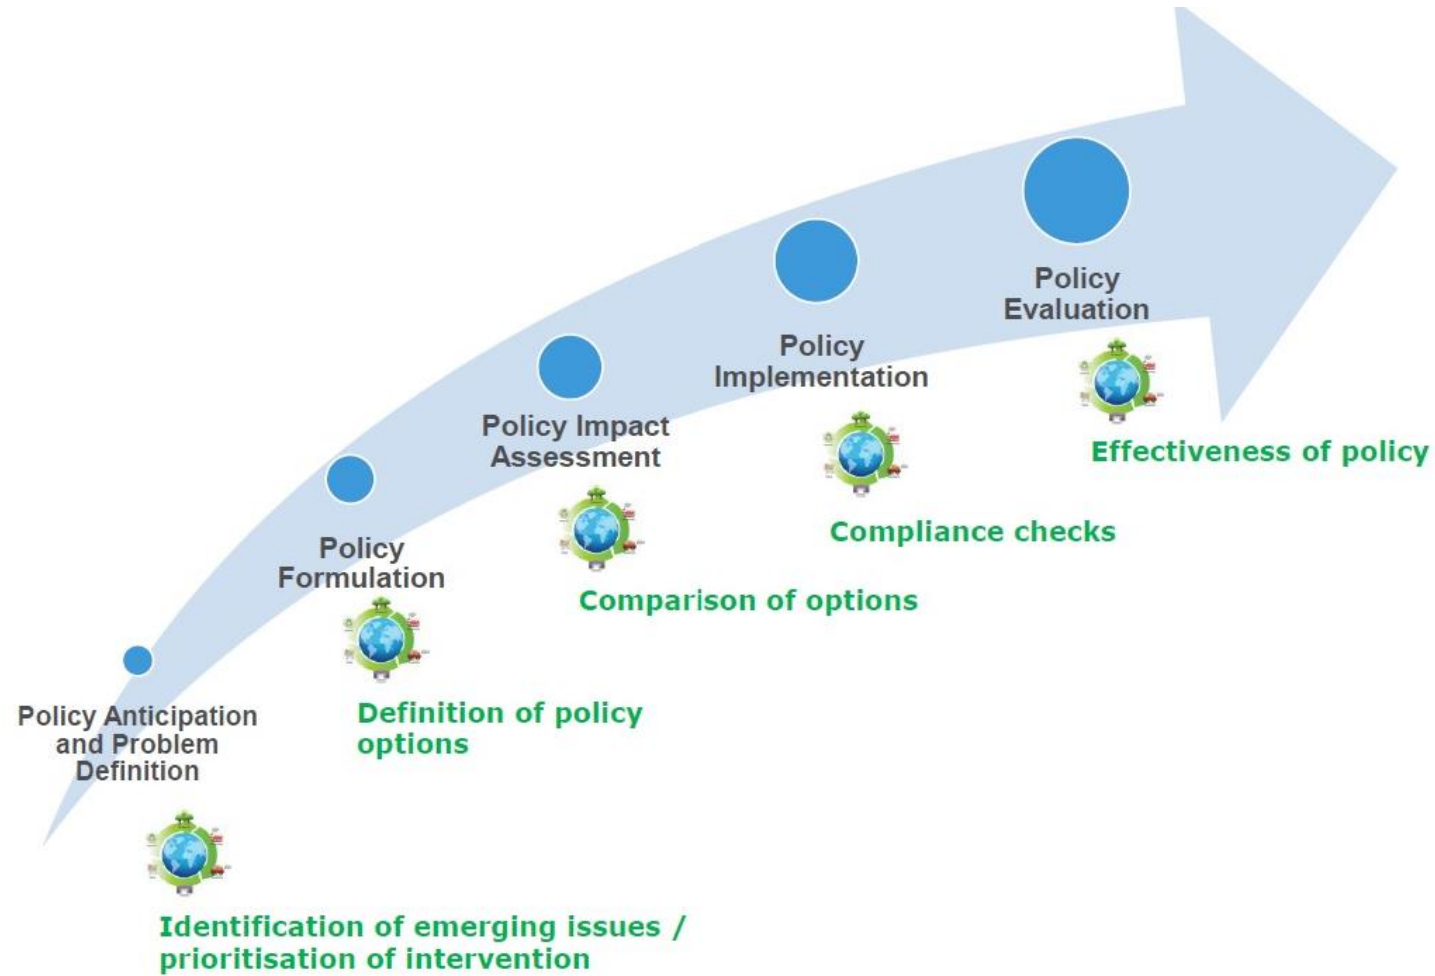 Policy
Evaluation
Effectiveness of policy
Policy
Implementation
Compliance checks
Policy Impact
Assessment
Comparison of options
Policy
Formulation
Definition of policy
options
Policy Anticipation
and Problem
Definition
Identification of emerging issues /
prioritisation of intervention